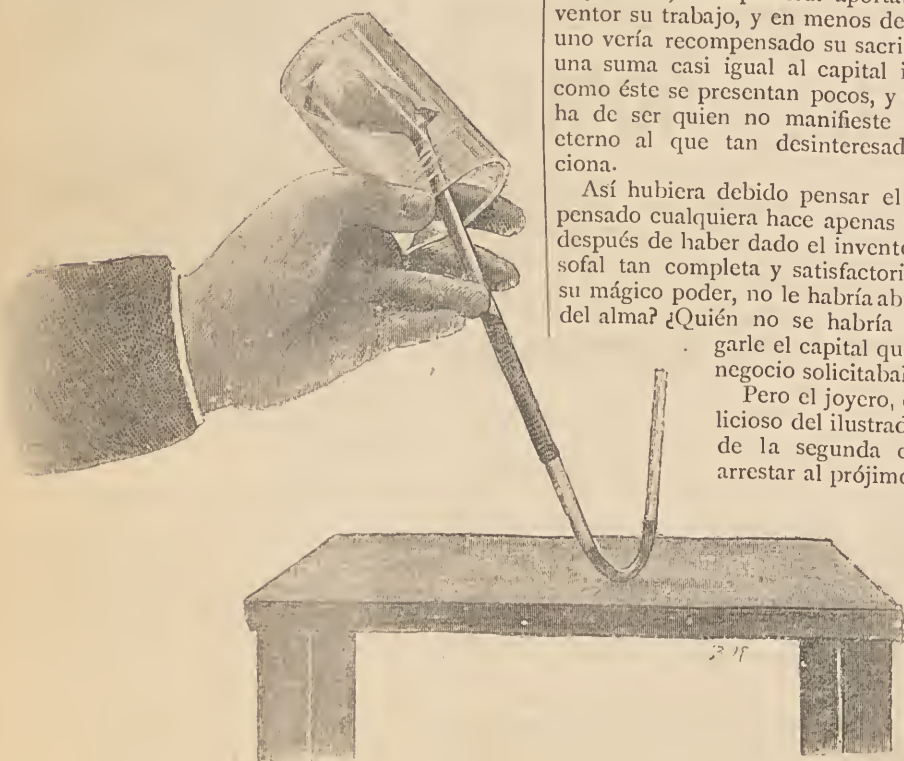 ventor su trabajo, y en menos de
uno vería recompensado su sacri
una suma casi igual al capital i
como éste se presentan pocos, y
ha de ser quien no manifieste
eterno al que tan desinteresad
ciona.
Así hubiera debido pensar el
pensado cualquiera hace apenas
después de haber dado el invento
sofal tan completa y satisfactori
su mágico poder, no le habría ab
del alma? ¿Quién no se habría
garle el capital qu
negocio solicitaba?
Pero el joyero,
licioso del ilustrad
de la segunda
arrestar al prójimo